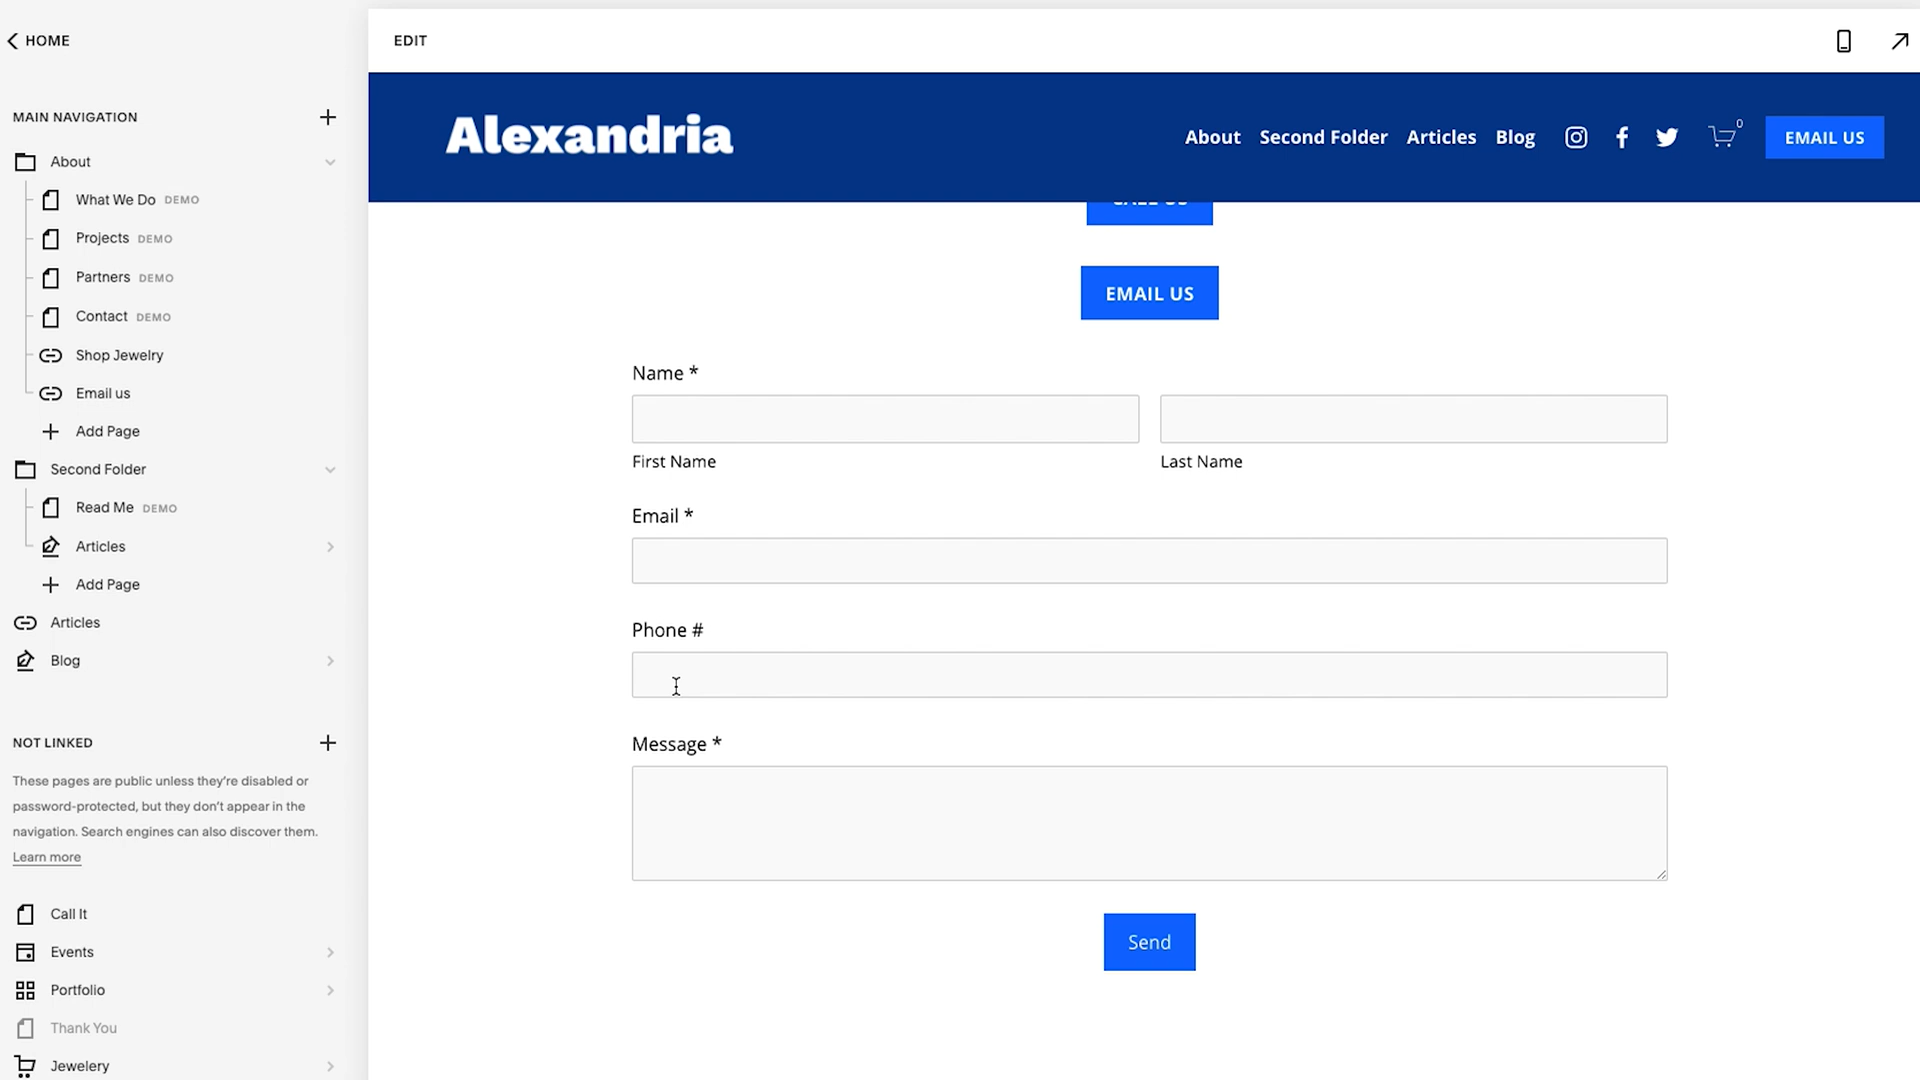 HOME
MAIN NAVIGATION
About
What We Do DEMO
Projects DEMO
Partners DEMO
Contact DEMO
Shop Jewelry
Email us
Add Page
Second Folder
Read Me DEMO
Articles
Add Page
Articles
Blog
NOT LINKED
These pages are public unless they’re disabled or
password-protected, but they don’t appear in the
navigation. Search engines can also discover them.
Learn more
Call It
Events
Portfolio
Thank You
Jewelery
EDIT
Alexandria
About Second Folder Articles Blog 0 EMAIL US
CALL US
EMAIL US
Name *
First Name Last Name
Email *
Phone #
Message *
Send